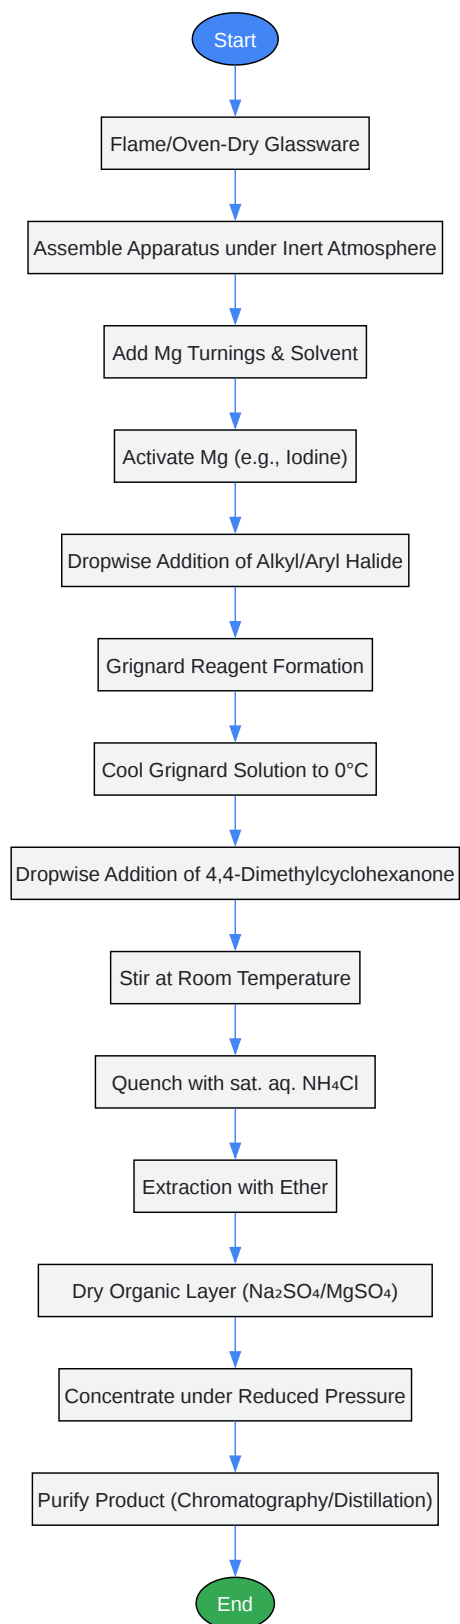 Start
Flame/Oven-Dry Glassware
Assemble Apparatus under Inert Atmosphere
Add Mg Turnings & Solvent
Activate Mg (e.g., Iodine)
Dropwise Addition of Alkyl/Aryl Halide
Grignard Reagent Formation
Cool Grignard Solution to 0°C
Dropwise Addition of 4,4-Dimethylcyclohexanone
Stir at Room Temperature
Quench with sat. aq. NH₄Cl
Extraction with Ether
Dry Organic Layer (Na₂SO₄/MgSO₄)
Concentrate under Reduced Pressure
Purify Product (Chromatography/Distillation)
End